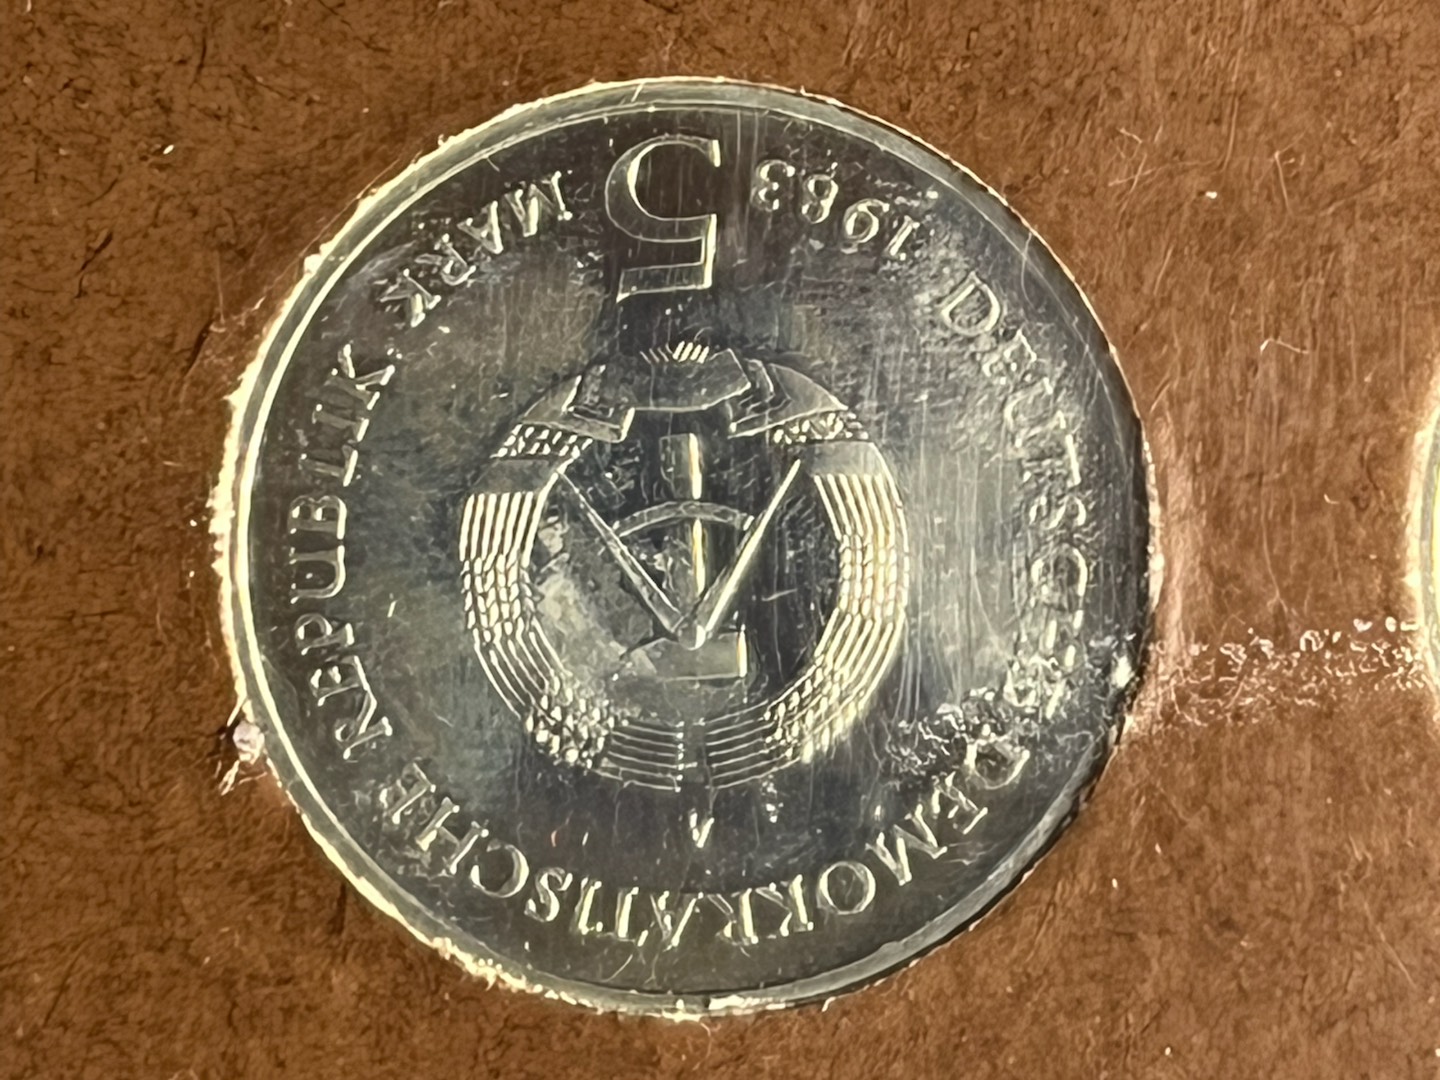 DEUTSCHE DEMOKRATISCHE REPUBLIK
A
1983 5 MARK